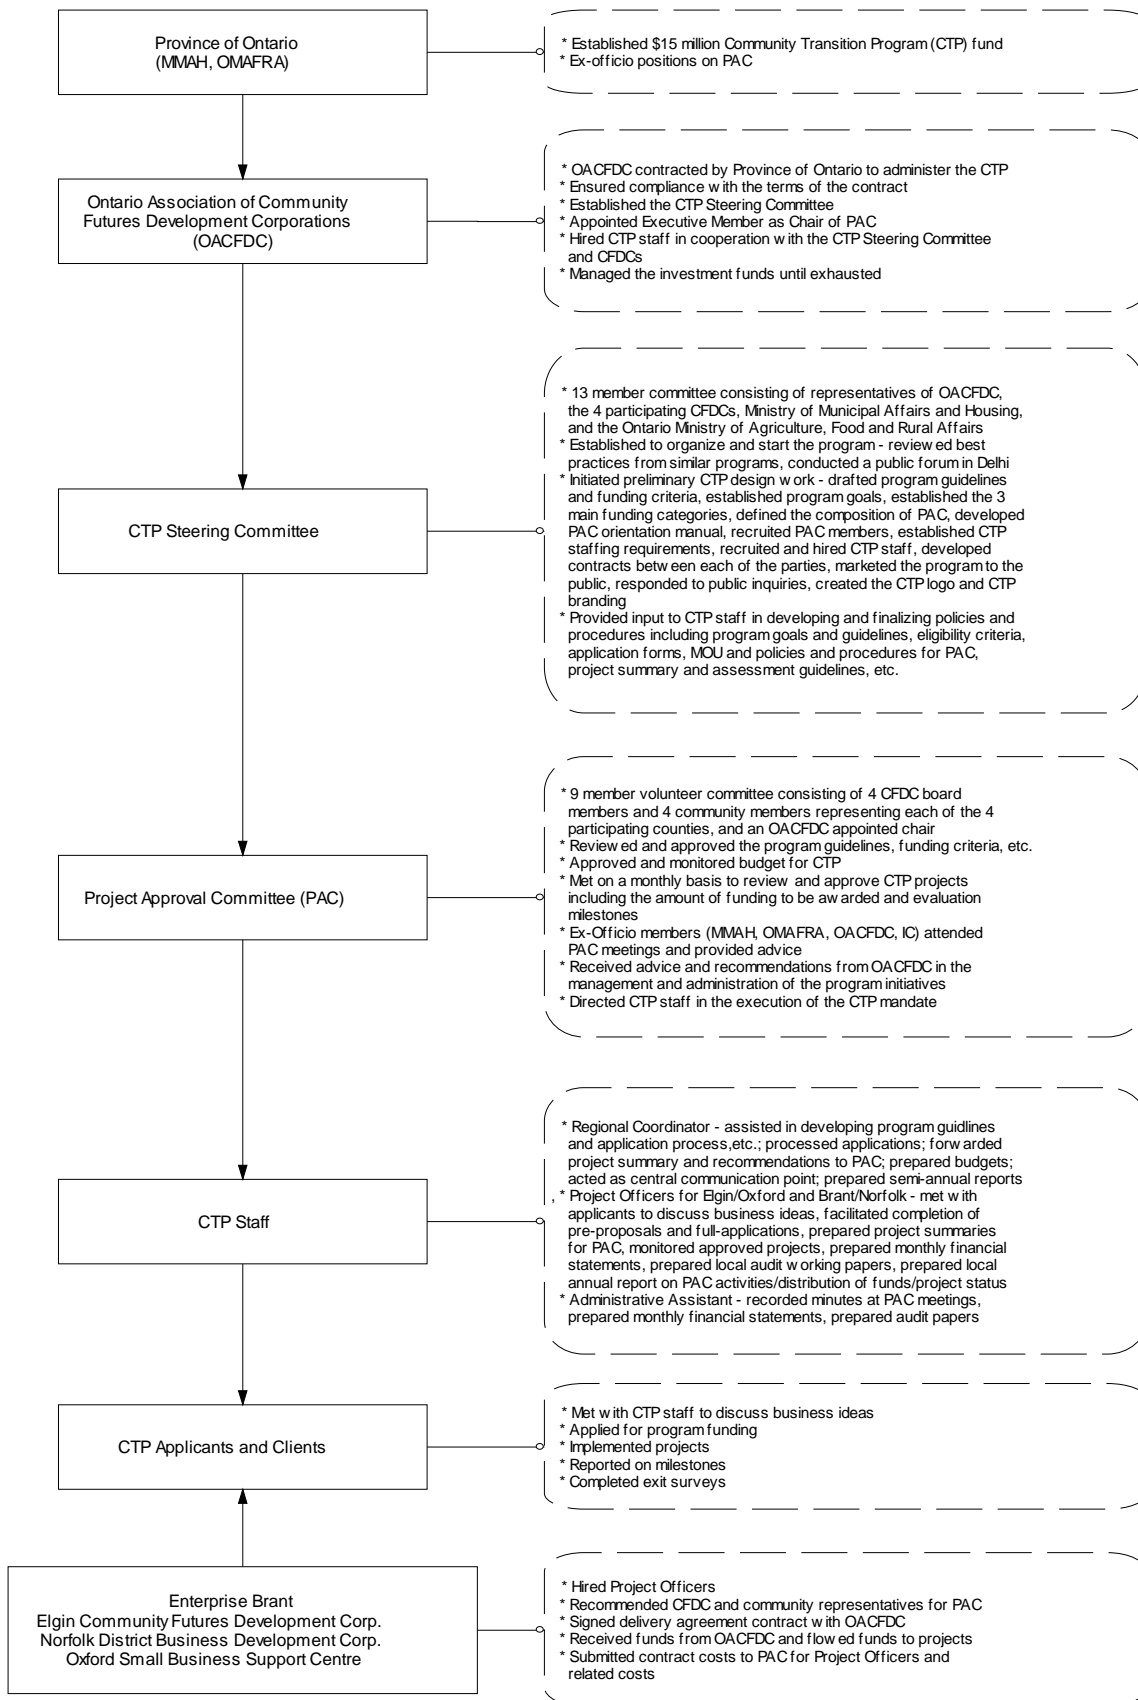 Province of Ontario
(MMAH, OMAFRA)
* Established $15 million Community Transition Program (CTP) fund
* Ex-officio positions on PAC
Ontario Association of Community
Futures Development Corporations
(OACFDC)
* OACFDC contracted by Province of Ontario to administer the CTP
* Ensured compliance with the terms of the contract
* Established the CTP Steering Committee
* Appointed Executive Member as Chair of PAC
* Hired CTP staff in cooperation with the CTP Steering Committee
and CFDCs
* Managed the investment funds until exhausted
CTP Steering Committee
* 13 member committee consisting of representatives of OACFDC,
the 4 participating CFDCs, Ministry of Municipal Affairs and Housing,
and the Ontario Ministry of Agriculture, Food and Rural Affairs
* Established to organize and start the program - reviewed best
practices from similar programs, conducted a public forum in Delhi
* Initiated preliminary CTP design work - drafted program guidelines
and funding criteria, established program goals, established the 3
main funding categories, defined the composition of PAC, developed
PAC orientation manual, recruited PAC members, established CTP
staffing requirements, recruited and hired CTP staff, developed
contracts between each of the parties, marketed the program to the
public, responded to public inquiries, created the CTP logo and CTP
branding
* Provided input to CTP staff in developing and finalizing policies and
procedures including program goals and guidelines, eligibility criteria,
application forms, MOU and policies and procedures for PAC,
project summary and assessment guidelines, etc.
Project Approval Committee (PAC)
* 9 member volunteer committee consisting of 4 CFDC board
members and 4 community members representing each of the 4
participating counties, and an OACFDC appointed chair
* Reviewed and approved the program guidelines, funding criteria, etc.
* Approved and monitored budget for CTP
* Met on a monthly basis to review and approve CTP projects
including the amount of funding to be awarded and evaluation
milestones
* Ex-Officio members (MMAH, OMAFRA, OACFDC, IC) attended
PAC meetings and provided advice
* Received advice and recommendations from OACFDC in the
management and administration of the program initiatives
* Directed CTP staff in the execution of the CTP mandate
CTP Staff
* Regional Coordinator - assisted in developing program guidlines
and application process,etc.; processed applications; forwarded
project summary and recommendations to PAC; prepared budgets;
acted as central communication point; prepared semi-annual reports
, * Project Officers for Elgin/Oxford and Brant/Norfolk - met with
applicants to discuss business ideas, facilitated completion of
pre-proposals and full-applications, prepared project summaries
for PAC, monitored approved projects, prepared monthly financial
statements, prepared local audit working papers, prepared local
annual report on PAC activities/distribution of funds/project status
* Administrative Assistant - recorded minutes at PAC meetings,
prepared monthly financial statements, prepared audit papers
CTP Applicants and Clients
* Met with CTP staff to discuss business ideas
* Applied for program funding
* Implemented projects
* Reported on milestones
* Completed exit surveys
Enterprise Brant
Elgin Community Futures Development Corp.
Norfolk District Business Development Corp.
Oxford Small Business Support Centre
* Hired Project Officers
* Recommended CFDC and community representatives for PAC
* Signed delivery agreement contract with OACFDC
* Received funds from OACFDC and flowed funds to projects
* Submitted contract costs to PAC for Project Officers and
related costs